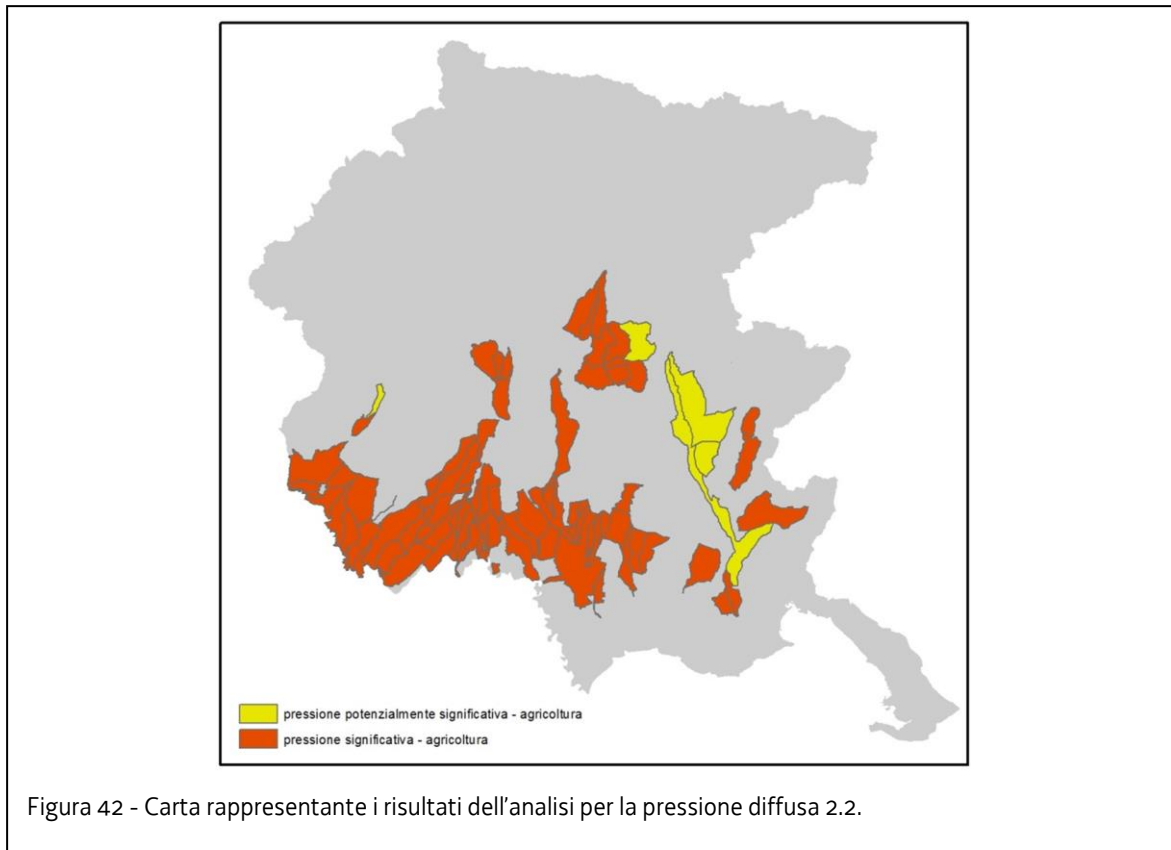 pressione potenzialmente significativa - agricoltura
pressione significativa - agricoltura
Figura 42 - Carta rappresentante i risultati dell'analisi per la pressione diffusa 2.2.